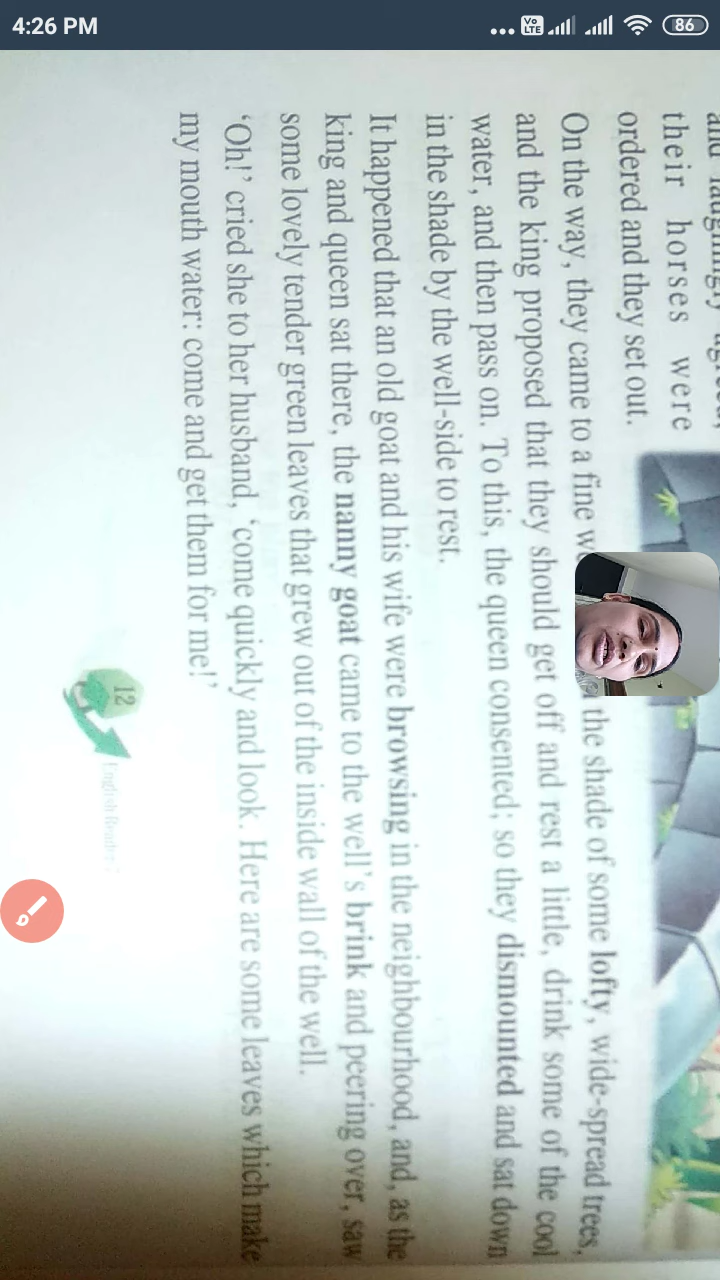 4:26 PM
VoLTE
86
their horses were
ordered and they set out.
On the way, they came to a fine the shade of some lofty, wide-spread trees,
and the king proposed that they should get off and rest a little, drink some of the cool
water, and then pass on. To this, the queen consented; so they dismounted and sat down
in the shade by the well-side to rest.
It happened that an old goat and his wife were browsing in the neighbourhood, and, as the
king and queen sat there, the nanny goat came to the well's brink and peering over, saw
some lovely tender green leaves that grew out of the inside wall of the well.
'Oh!' cried she to her husband, 'come quickly and look. Here are some leaves which make
my mouth water: come and get them for me!'
12
English Reader